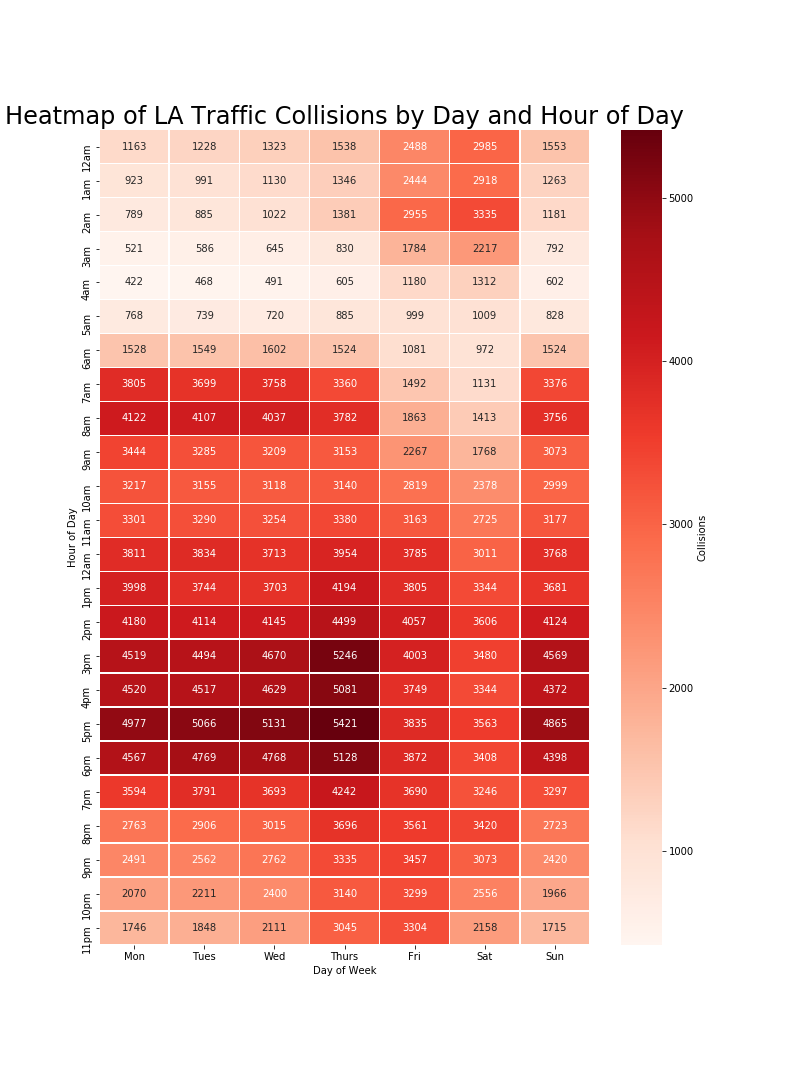 Heatmap of LA Traffic Collisions by Day and Hour of Day
12am 1163 1228 1323 1538 2488 2985 1553
1am 923 991 1130 1346 2444 2918 1263
2am 789 885 1022 1381 2955 3335 1181
3am 521 586 645 830 1784 2217 792
4am 422 468 491 605 1180 1312 602
5am 768 739 720 885 999 1009 828
6am 1528 1549 1602 1524 1081 972 1524
7am 3805 3699 3758 3360 1492 1131 3376
8am 4122 4107 4037 3782 1863 1413 3756
9am 3444 3285 3209 3153 2267 1768 3073
10am 3217 3155 3118 3140 2819 2378 2999
11am 3301 3290 3254 3380 3163 2725 3177
12am 3811 3834 3713 3954 3785 3011 3768
1pm 3998 3744 3703 4194 3805 3344 3681
2pm 4180 4114 4145 4499 4057 3606 4124
3pm 4519 4494 4670 5246 4003 3480 4569
4pm 4520 4517 4629 5081 3749 3344 4372
5pm 4977 5066 5131 5421 3835 3563 4865
6pm 4567 4769 4768 5128 3872 3408 4398
7pm 3594 3791 3693 4242 3690 3246 3297
8pm 2763 2906 3015 3696 3561 3420 2723
9pm 2491 2562 2762 3335 3457 3073 2420
10pm 2070 2211 2400 3140 3299 2556 1966
11pm 1746 1848 2111 3045 3304 2158 1715
Mon Tues Wed Thurs Fri Sat Sun
Day of Week
Hour of Day
5000
4000
3000
2000
1000
Collisions